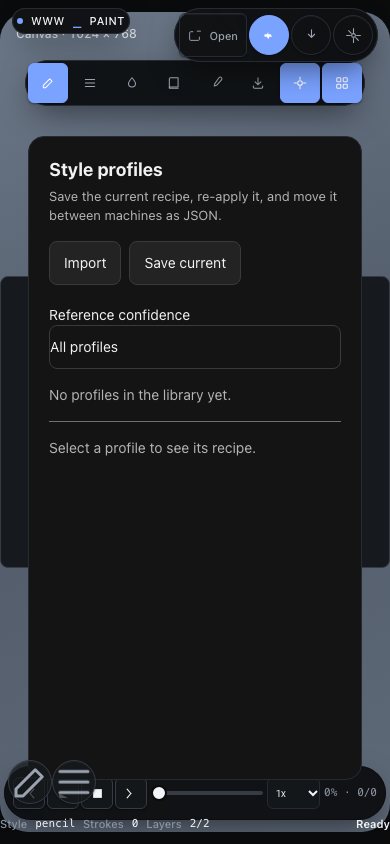 WWW _ PAINT
Canvas · 1024 × 768
Open
Style profiles
Save the current recipe, re-apply it, and move it
between machines as JSON.
Import
Save current
Reference confidence
All profiles
No profiles in the library yet.
Select a profile to see its recipe.
1x
0% · 0/0
Style pencil Strokes 0 Layers 2/2
Ready